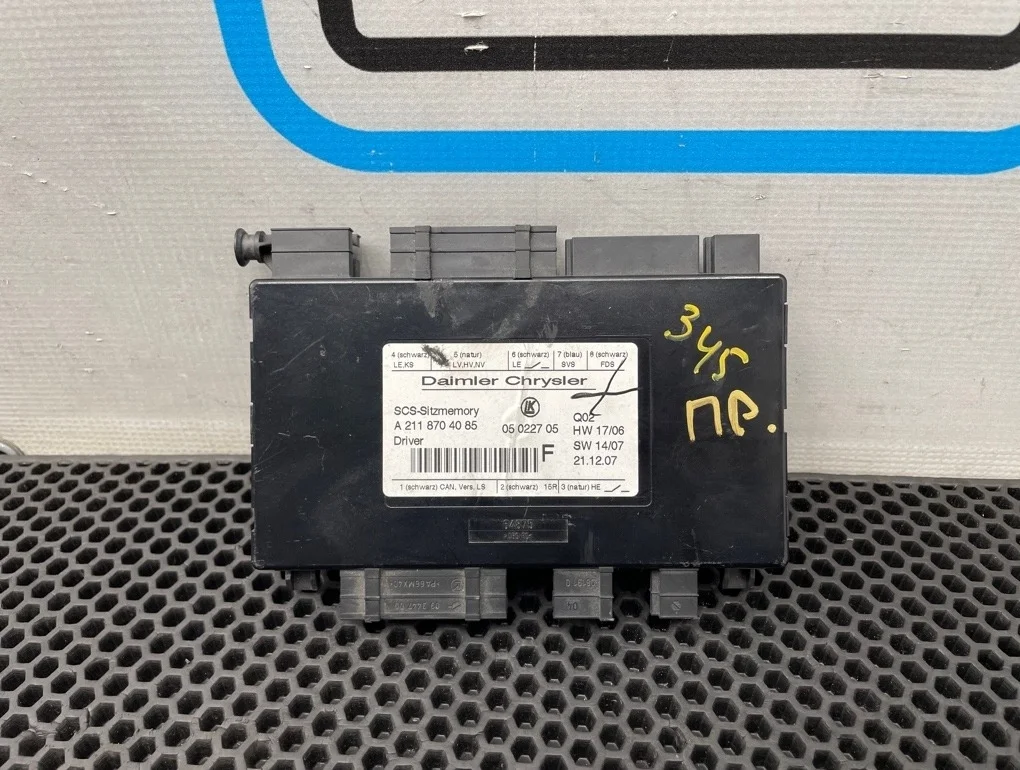 345
пр.
4 (schwarz) 5 (natur) 6 (schwarz) 7 (blau) 8 (schwarz)
LE,KS LV,HV,NV LE SVS FDS
Daimler Chrysler
SCS-Sitzmemory LK Q02
A 211 870 40 85 05 0227 05 HW 17/06
Driver F SW 14/07
21.12.07
1 (schwarz) CAN, Vers. LS 2 (schwarz) 15R 3 (natur) HE